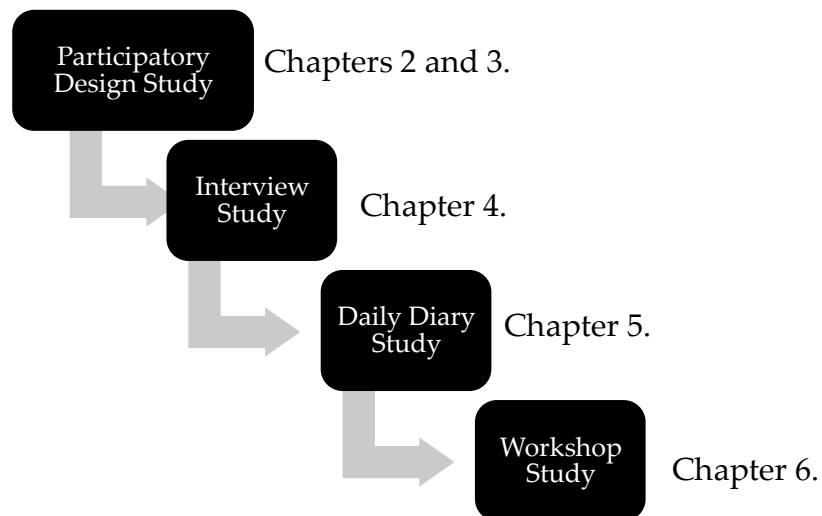 Participatory
Design Study
Chapters 2 and 3.
Interview
Study
Chapter 4.
Daily Diary
Study
Chapter 5.
Workshop
Study
Chapter 6.